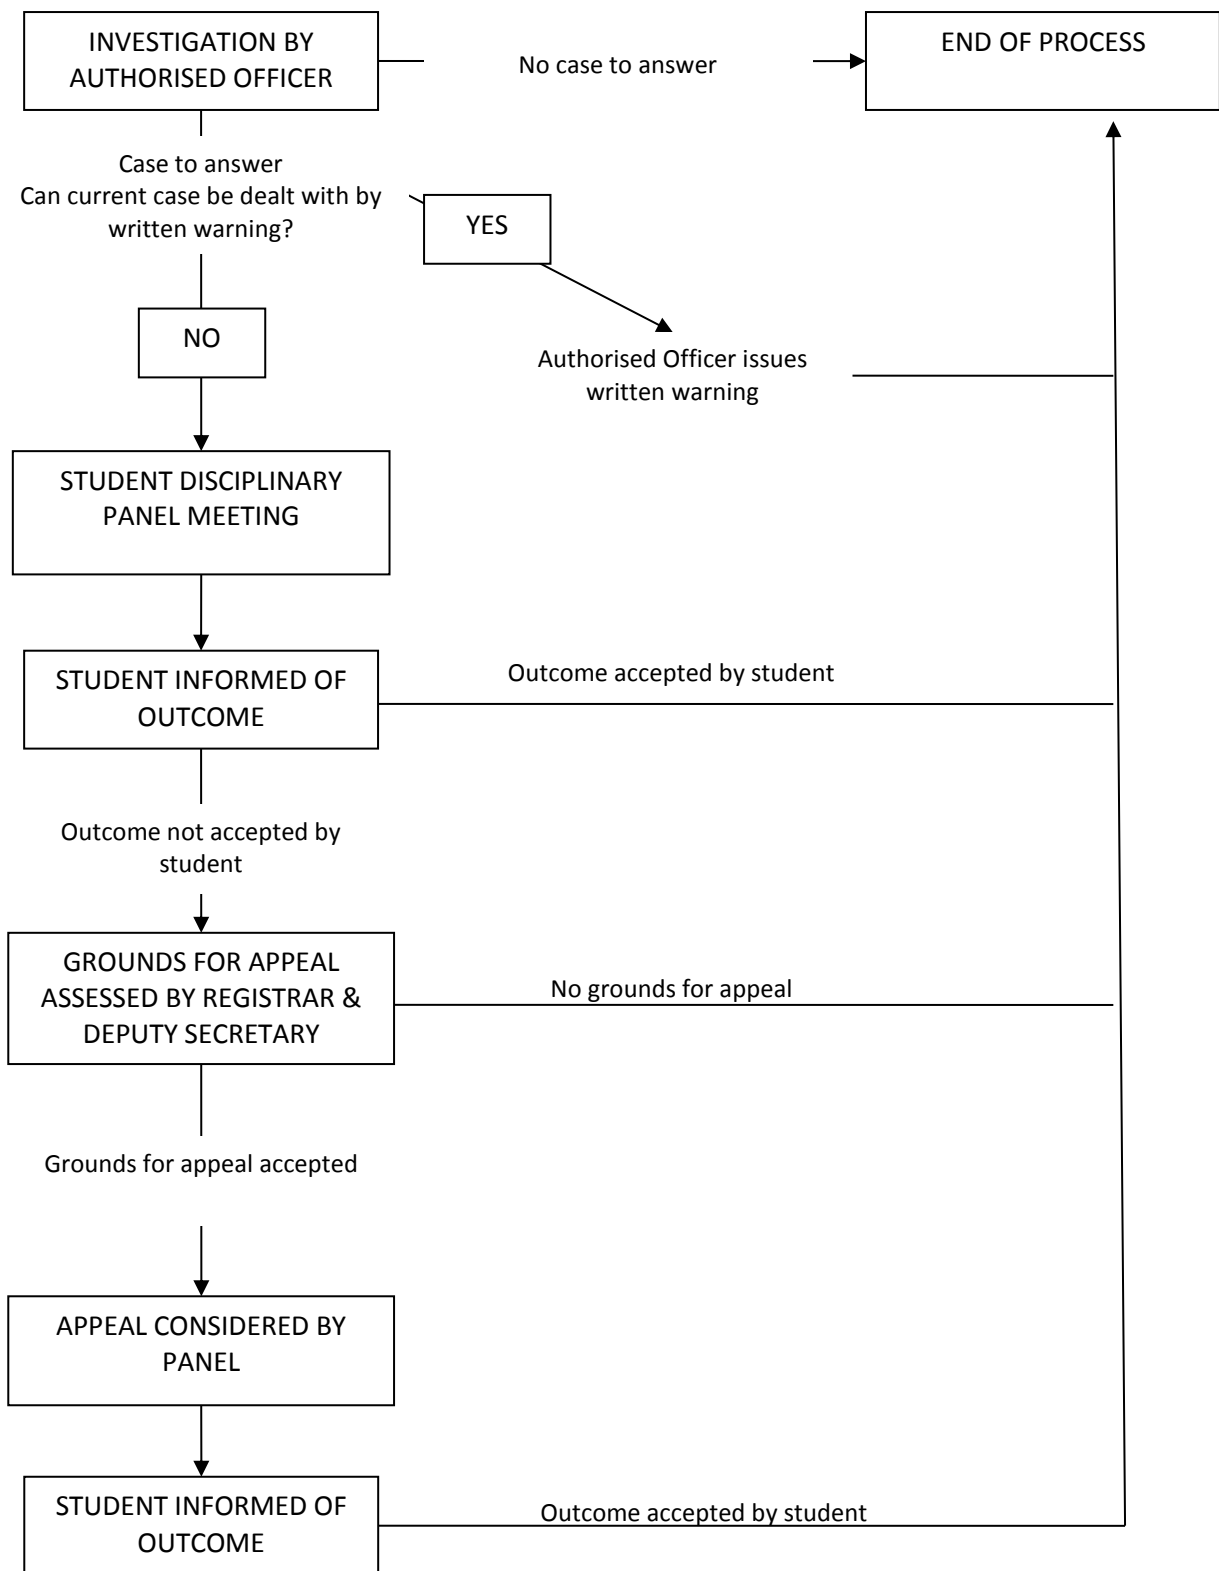 INVESTIGATION BY
AUTHORISED OFFICER
No case to answer
END OF PROCESS
Case to answer
Can current case be dealt with by
written warning?
YES
NO
Authorised Officer issues
written warning
STUDENT DISCIPLINARY
PANEL MEETING
STUDENT INFORMED OF
OUTCOME
Outcome accepted by student
Outcome not accepted by
student
GROUNDS FOR APPEAL
ASSESSED BY REGISTRAR &
DEPUTY SECRETARY
No grounds for appeal
Grounds for appeal accepted
APPEAL CONSIDERED BY
PANEL
STUDENT INFORMED OF
OUTCOME
Outcome accepted by student